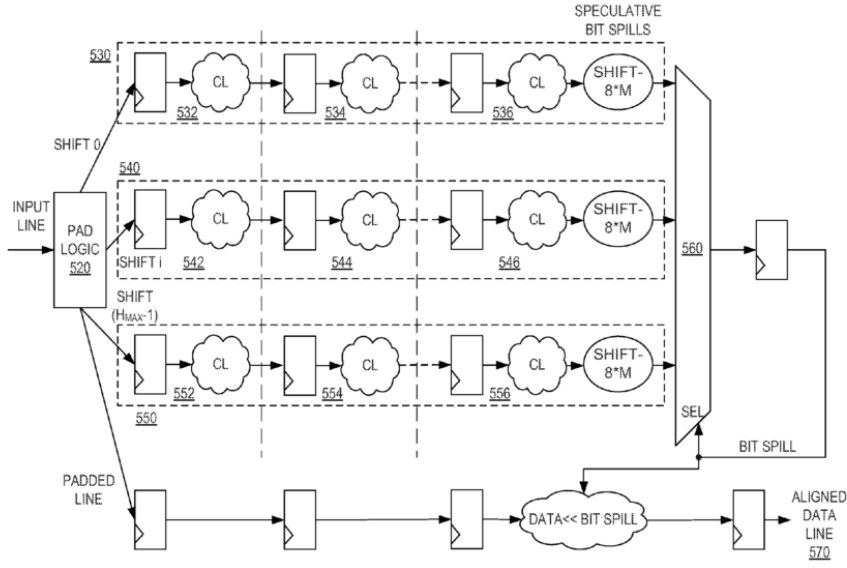 SPECULATIVE
BIT SPILLS
530
CL
CL
CL
SHIFT-
8*M
532
534
536
SHIFT 0
540
INPUT
LINE
PAD
LOGIC
520
CL
CL
CL
SHIFT-
8*M
560
SHIFT i
542
544
546
SHIFT
(HMAX-1)
CL
CL
CL
SHIFT-
8*M
552
554
556
550
SEL
BIT SPILL
PADDED
LINE
DATA<< BIT SPILL
ALIGNED
DATA
LINE
570